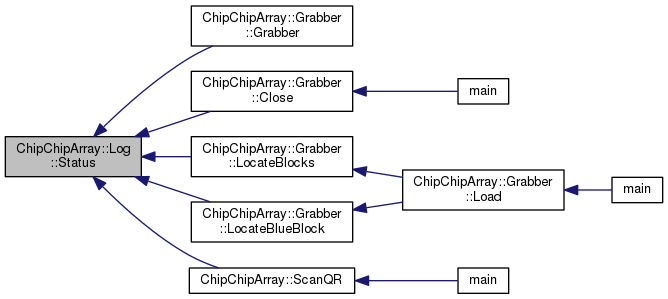 ChipChipArray::Grabber
::Grabber
ChipChipArray::Grabber
::Close
main
ChipChipArray::Log
::Status
ChipChipArray::Grabber
::LocateBlocks
ChipChipArray::Grabber
::Load
main
ChipChipArray::Grabber
::LocateBlueBlock
ChipChipArray::ScanQR
main